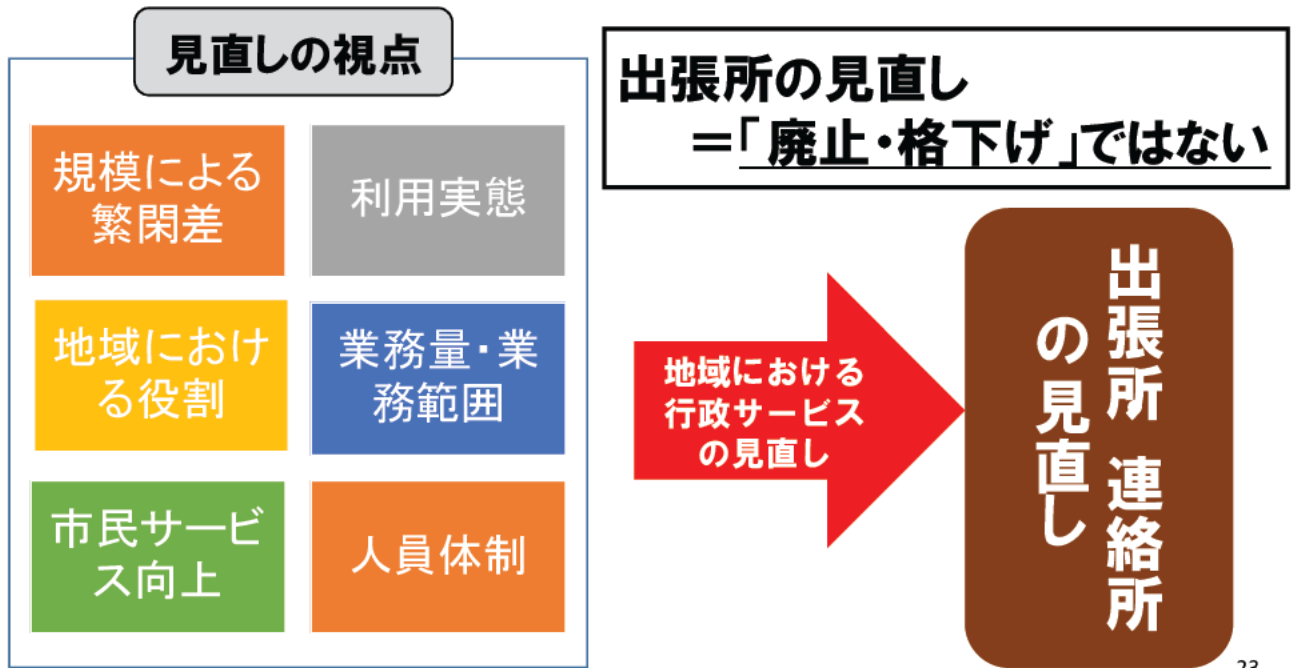 見直しの視点
規模による
繁閑差
利用実態
地域におけ
る役割
業務量・業
務範囲
市民サービ
ス向上
人員体制
出張所の見直し
＝「廃止・格下げ」ではない
地域における
行政サービス
の見直し
出張所 連絡所
の見直し
23